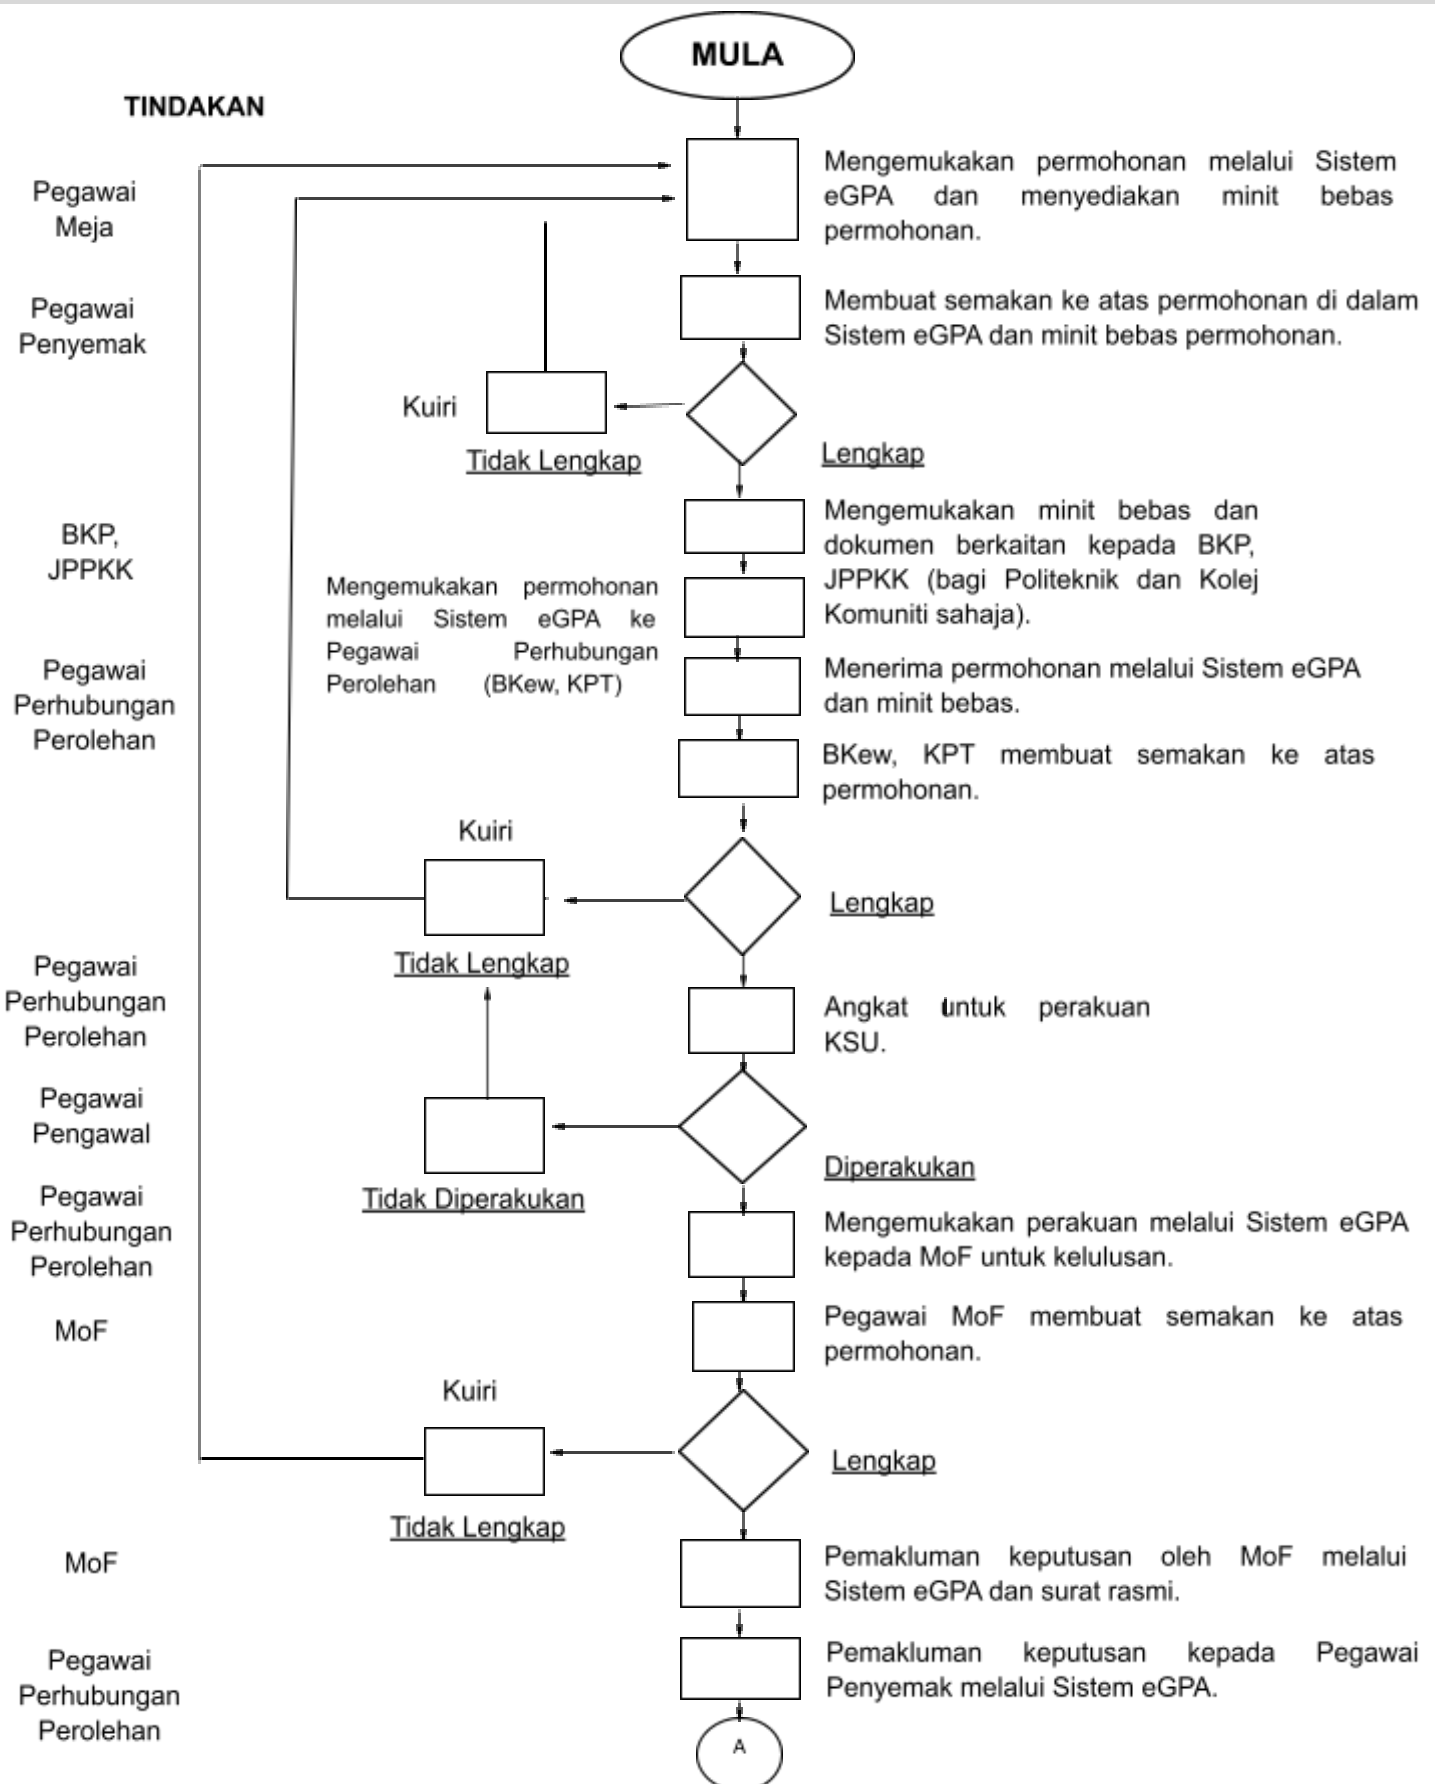 MULA
TINDAKAN
Pegawai
Meja
Mengemukakan permohonan melalui Sistem
eGPA dan menyediakan minit bebas
permohonan.
Pegawai
Penyemak
Membuat semakan ke atas permohonan di dalam
Sistem eGPA dan minit bebas permohonan.
Kuiri
Tidak Lengkap
Lengkap
BKP,
JPPKK
Mengemukakan minit bebas dan
dokumen berkaitan kepada BKP,
JPPKK (bagi Politeknik dan Kolej
Komuniti sahaja).
Mengemukakan permohonan
melalui Sistem eGPA ke
Pegawai Perhubungan
Perolehan (BKew, KPT)
Pegawai
Perhubungan
Perolehan
Menerima permohonan melalui Sistem eGPA
dan minit bebas.
BKew, KPT membuat semakan ke atas
permohonan.
Kuiri
Tidak Lengkap
Lengkap
Pegawai
Perhubungan
Perolehan
Angkat untuk perakuan
KSU.
Pegawai
Pengawal
Tidak Diperakukan
Diperakukan
Pegawai
Perhubungan
Perolehan
Mengemukakan perakuan melalui Sistem eGPA
kepada MoF untuk kelulusan.
MoF
Pegawai MoF membuat semakan ke atas
permohonan.
Kuiri
Tidak Lengkap
Lengkap
MoF
Pemakluman keputusan oleh MoF melalui
Sistem eGPA dan surat rasmi.
Pegawai
Perhubungan
Perolehan
Pemakluman keputusan kepada Pegawai
Penyemak melalui Sistem eGPA.
A